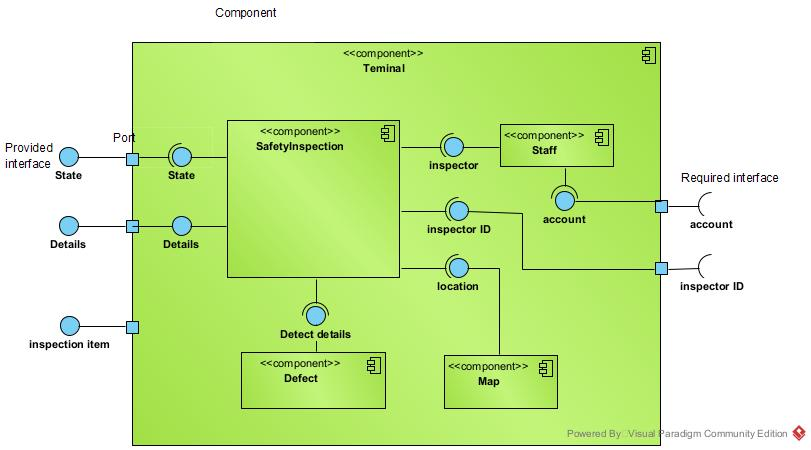 Component
<<component>>
Teminal
Port
Provided
interface
State
State
<<component>>
SafetyInspection
inspector
<<component>>
Staff
Required interface
account
account
Details
Details
inspector ID
inspector ID
location
inspection item
Detect details
<<component>>
Defect
<<component>>
Map
Powered By Visual Paradigm Community Edition